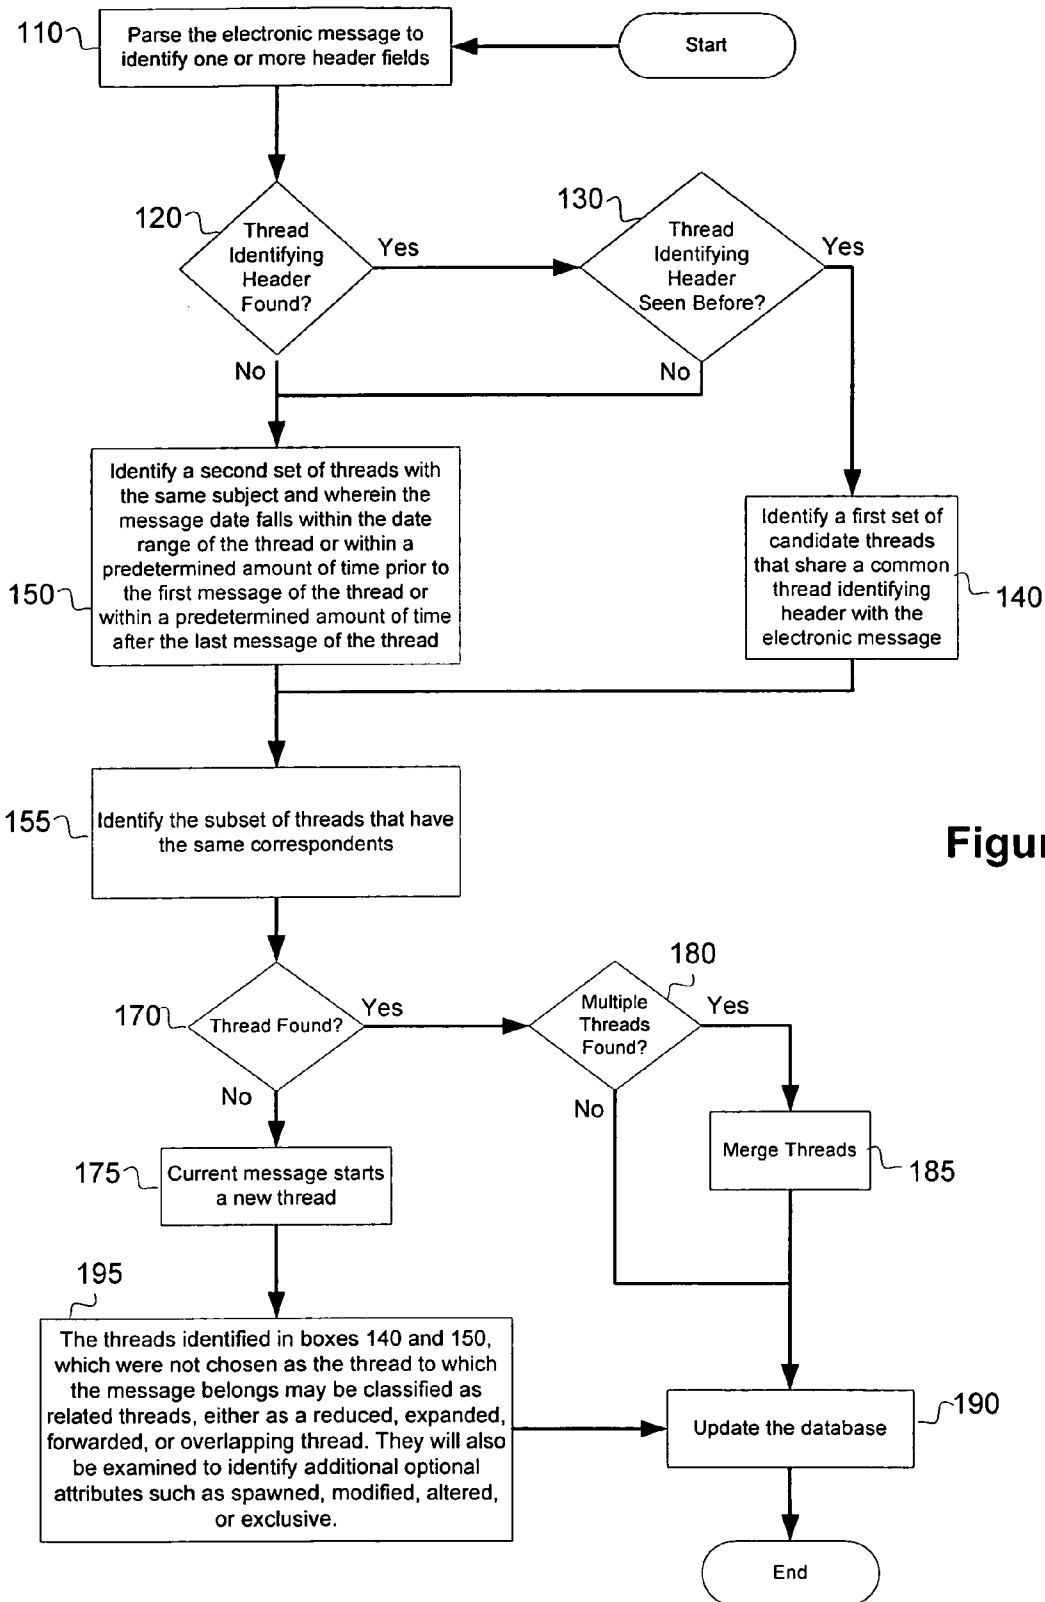 110
Parse the electronic message to
identify one or more header fields
Start
120
Thread
Identifying
Header
Found?
Yes
130
Thread
Identifying
Header
Seen Before?
Yes
No
No
150
Identify a second set of threads with
the same subject and wherein the
message date falls within the date
range of the thread or within a
predetermined amount of time prior to
the first message of the thread or
within a predetermined amount of time
after the last message of the thread
Identify a first set of
candidate threads
that share a common
thread identifying
header with the
electronic message
140
155
Identify the subset of threads that have
the same correspondents
Figur
170
Thread Found?
Yes
180
Multiple
Threads
Found?
Yes
No
No
175
Current message starts
a new thread
Merge Threads
185
195
The threads identified in boxes 140 and 150,
which were not chosen as the thread to which
the message belongs may be classified as
related threads, either as a reduced, expanded,
forwarded, or overlapping thread. They will also
be examined to identify additional optional
attributes such as spawned, modified, altered,
or exclusive.
Update the database
190
End